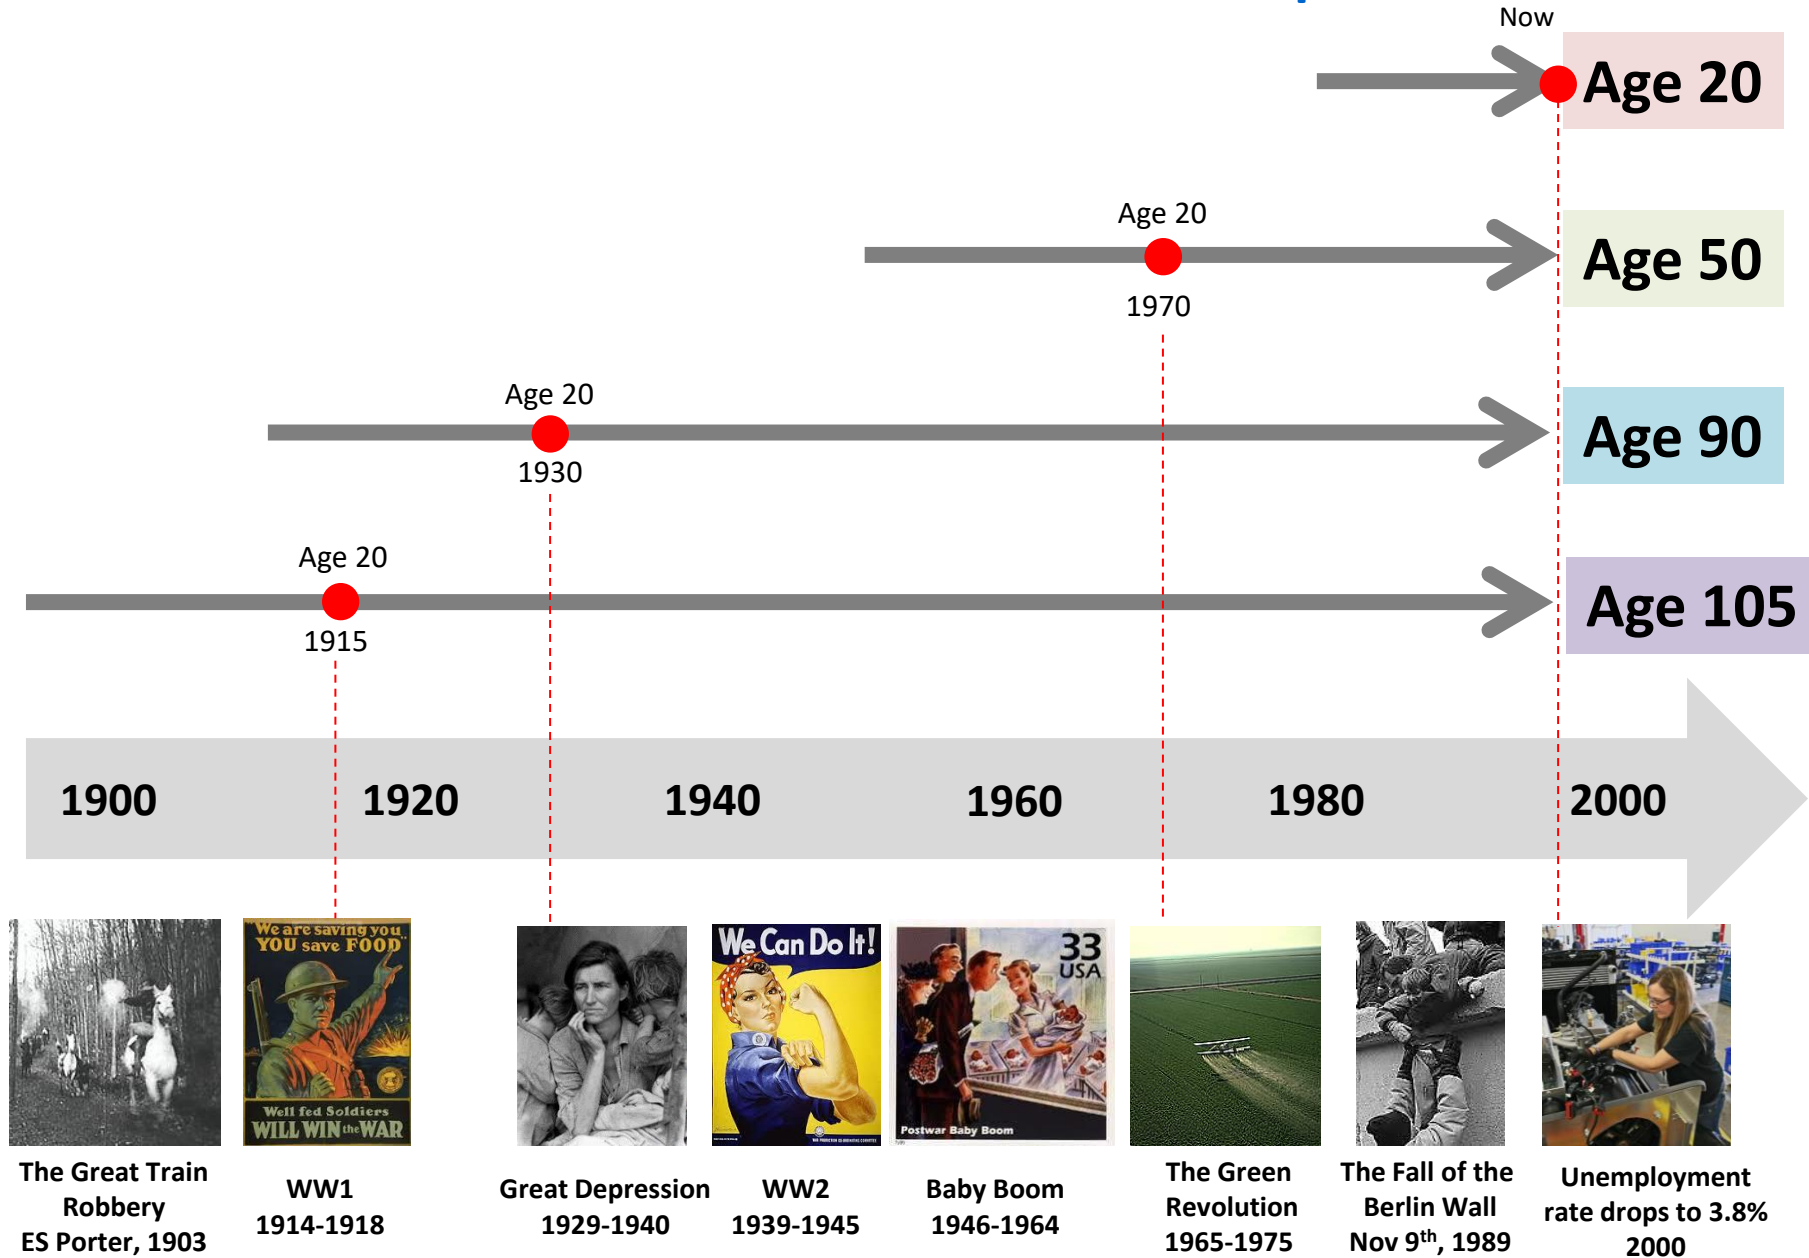 Now
Age 20
Age 20
Age 50
1970
Age 20
Age 90
1930
Age 20
Age 105
1915
1900 1920 1940 1960 1980 2000
"We are saving you
YOU save FOOD"
Well fed Soldiers
WILL WIN the WAR
We Can Do It!
33
USA
Postwar Baby Boom
The Great Train
Robbery
ES Porter, 1903
WW1
1914-1918
Great Depression
1929-1940
WW2
1939-1945
Baby Boom
1946-1964
The Green
Revolution
1965-1975
The Fall of the
Berlin Wall
Nov 9th, 1989
Unemployment
rate drops to 3.8%
2000